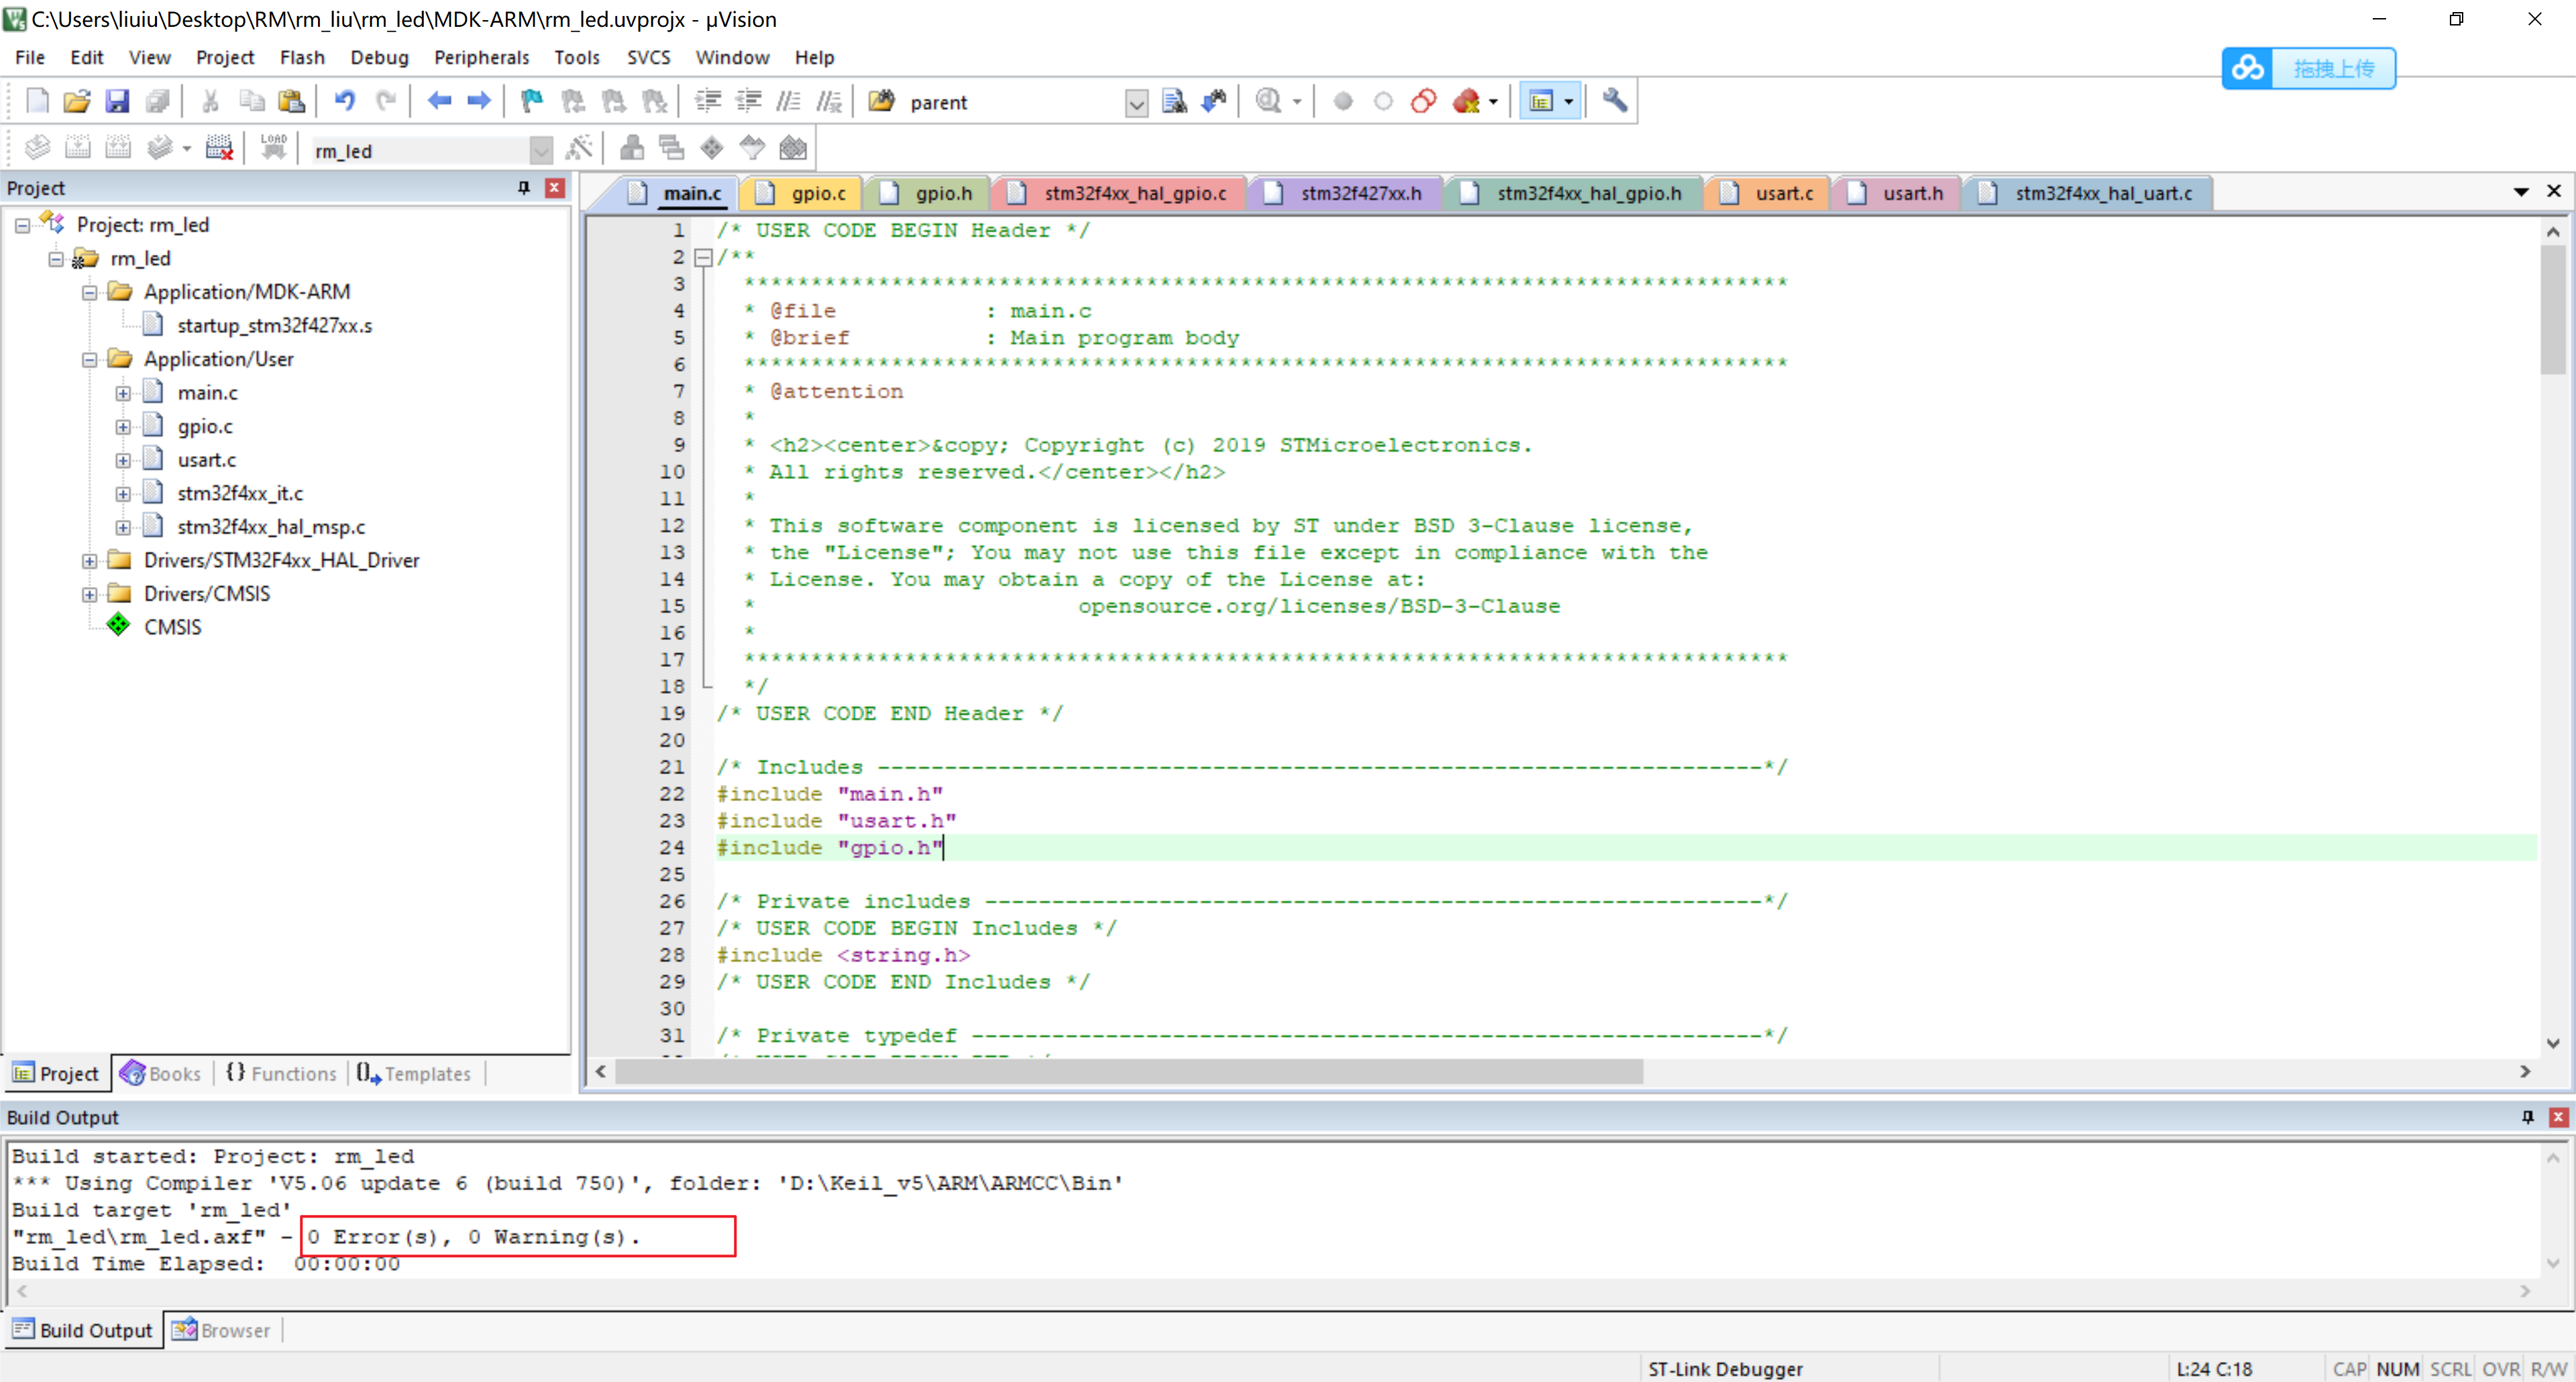 C:\Users\liuiu\Desktop\RM\rm_liu\rm_led\MDK-ARM\rm_led.uvprojx - µVision
File Edit View Project Flash Debug Peripherals Tools SVCS Window Help
拖拽上传
parent
LOAD
rm_led
Project
Project: rm_led
rm_led
Application/MDK-ARM
startup_stm32f427xx.s
Application/User
main.c
gpio.c
usart.c
stm32f4xx_it.c
stm32f4xx_hal_msp.c
Drivers/STM32F4xx_HAL_Driver
Drivers/CMSIS
CMSIS
Project Books Functions Templates
main.c gpio.c gpio.h stm32f4xx_hal_gpio.c stm32f427xx.h stm32f4xx_hal_gpio.h usart.c usart.h stm32f4xx_hal_uart.c
1 /* USER CODE BEGIN Header */
2 /**
3 ******************************************************************************
4 * @file : main.c
5 * @brief : Main program body
6 ******************************************************************************
7 * @attention
8 *
9 * <h2><center>&copy; Copyright (c) 2019 STMicroelectronics.
10 * All rights reserved.</center></h2>
11 *
12 * This software component is licensed by ST under BSD 3-Clause license,
13 * the "License"; You may not use this file except in compliance with the
14 * License. You may obtain a copy of the License at:
15 * opensource.org/licenses/BSD-3-Clause
16 *
17 ******************************************************************************
18 */
19 /* USER CODE END Header */
20
21 /* Includes ------------------------------------------------------------------*/
22 #include "main.h"
23 #include "usart.h"
24 #include "gpio.h"
25
26 /* Private includes ----------------------------------------------------------*/
27 /* USER CODE BEGIN Includes */
28 #include <string.h>
29 /* USER CODE END Includes */
30
31 /* Private typedef -----------------------------------------------------------*/
Build Output
Build started: Project: rm_led
*** Using Compiler 'V5.06 update 6 (build 750)', folder: 'D:\Keil_v5\ARM\ARMCC\Bin'
Build target 'rm_led'
"rm_led\rm_led.axf" - 0 Error(s), 0 Warning(s).
Build Time Elapsed: 00:00:00
Build Output Browser
ST-Link Debugger L:24 C:18 CAP NUM SCRL OVR R/W